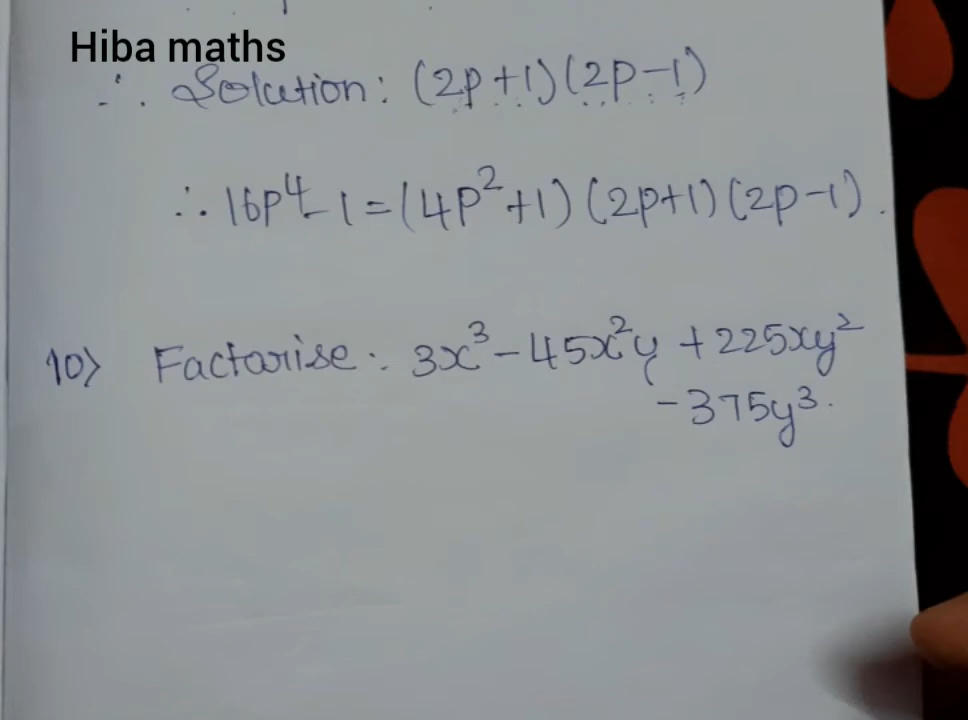 Hiba maths
∴ Solution: (2p+1)(2p-1)
∴ 16p⁴-1=(4p²+1)(2p+1)(2p-1).
10) Factorise: 3x³-45x²y+225xy²
-375y³.